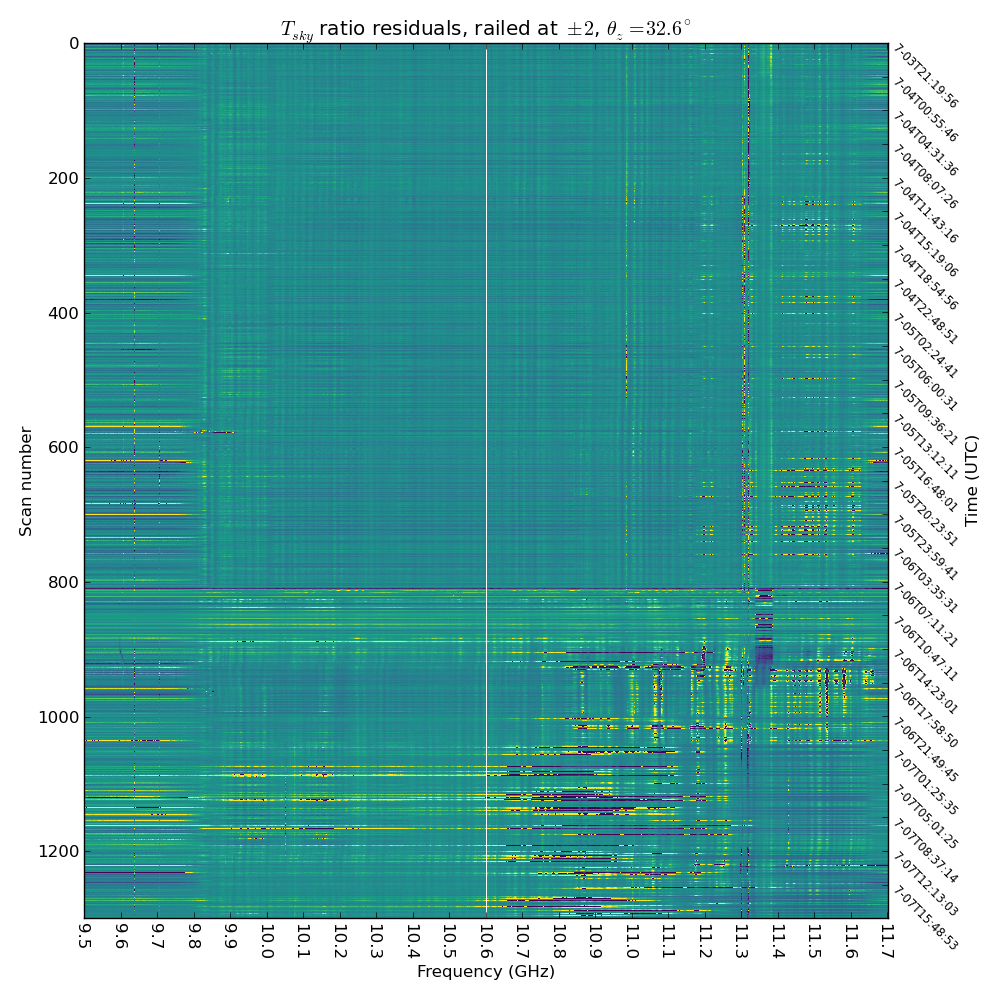 T_sky ratio residuals, railed at ±2, θ_z =32.6°
0
200
400
600
800
1000
1200
Scan number
7-03T21:19:56
7-04T00:55:46
7-04T04:31:36
7-04T08:07:26
7-04T11:43:16
7-04T15:19:06
7-04T18:54:56
7-04T22:48:51
7-05T02:24:41
7-05T06:00:31
7-05T09:36:21
7-05T13:12:11
7-05T16:48:01
7-05T20:23:51
7-05T23:59:41
7-06T03:35:31
7-06T07:11:21
7-06T10:47:11
7-06T14:23:01
7-06T17:58:50
7-06T21:49:45
7-07T01:25:35
7-07T05:01:25
7-07T08:37:14
7-07T12:13:03
7-07T15:48:53
Time (UTC)
9.5 9.6 9.7 9.8 9.9 10.0 10.1 10.2 10.3 10.4 10.5 10.6 10.7 10.8 10.9 11.0 11.1 11.2 11.3 11.4 11.5 11.6 11.7
Frequency (GHz)